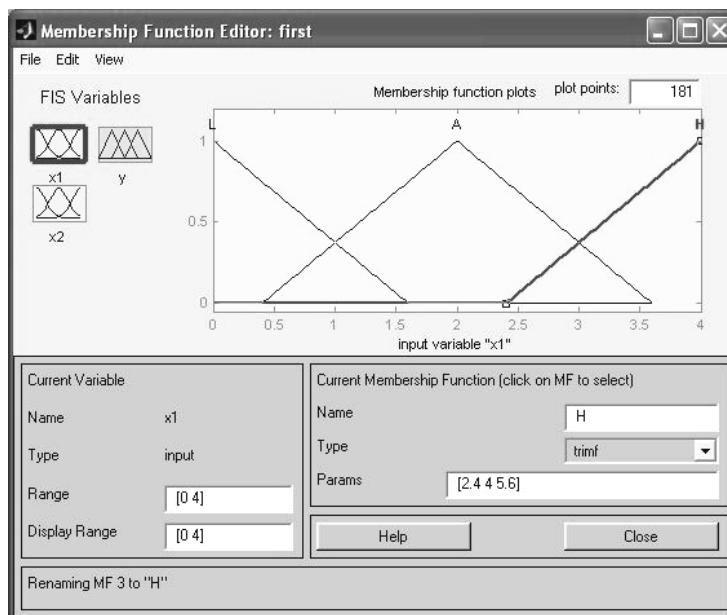 Membership Function Editor: first
File Edit View
FIS Variables
Membership function plots plot points: 181
L A H
1
0.5
0
x1 y
x2
0 0.5 1 1.5 2 2.5 3 3.5 4
input variable "x1"
Current Variable
Name x1
Type input
Range [0 4]
Display Range [0 4]
Current Membership Function (click on MF to select)
Name H
Type trimf
Params [2.4 4 5.6]
Help Close
Renaming MF 3 to "H"